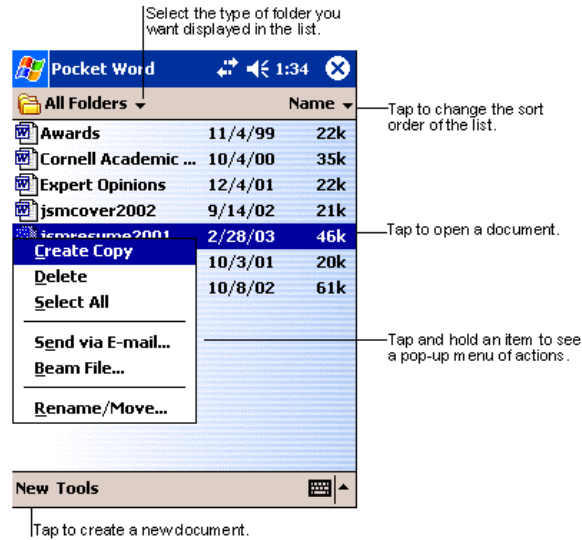 Select the type of folder you
want displayed in the list.
Pocket Word 1:34
All Folders Name
Tap to change the sort
order of the list.
Awards 11/4/99 22k
Cornell Academic ... 10/4/00 35k
Expert Opinions 12/4/01 22k
jsmcover2002 9/14/02 21k
jsmresume2001 2/28/03 46k
Tap to open a document.
Create Copy
10/3/01 20k
Delete
10/8/02 61k
Select All
Send via E-mail...
Tap and hold an item to see
a pop-up menu of actions.
Beam File...
Rename/Move...
New Tools
Tap to create a new document.